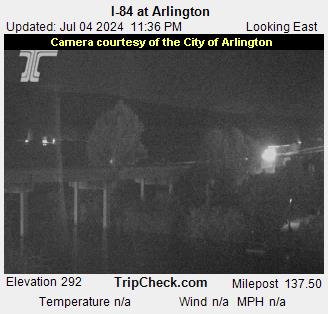 I-84 at Arlington
Updated: Jul 04 2024 11:36 PM Looking East
Camera courtesy of the City of Arlington
Elevation 292 TripCheck.com Milepost 137.50
Temperature n/a Wind n/a MPH n/a